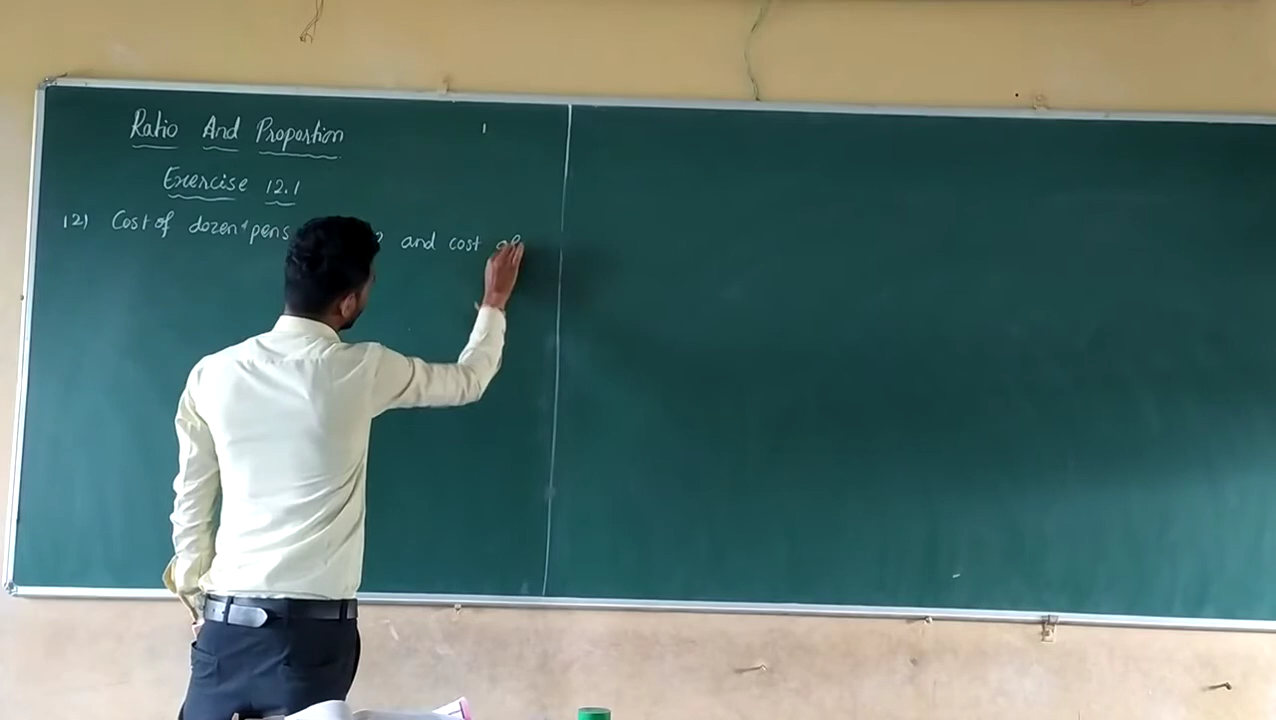 Ratio And Proportion
Exercise 12.1
12) Cost of dozen pens and cost of